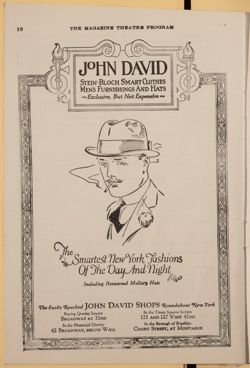 10
THE MAGAZINE THEATRE PROGRAM
JOHN DAVID
STEIN-BLOCH SMART CLOTHES
MEN'S FURNISHINGS AND HATS
~Exclusive, But Not Expensive~
The
Smartest New York Fashions
Of The Day And Night
Including Renowned Mallory Hats
The Easily Reached JOHN DAVID SHOPS Roundabout New York
Facing Greeley Square
BROADWAY AT 32ND
In the Times Square Section
125 AND 127 WEST 42ND
In the Financial District
62 BROADWAY, BELOW WALL
In the Borough of Brooklyn
COURT STREET, AT MONTAGUE